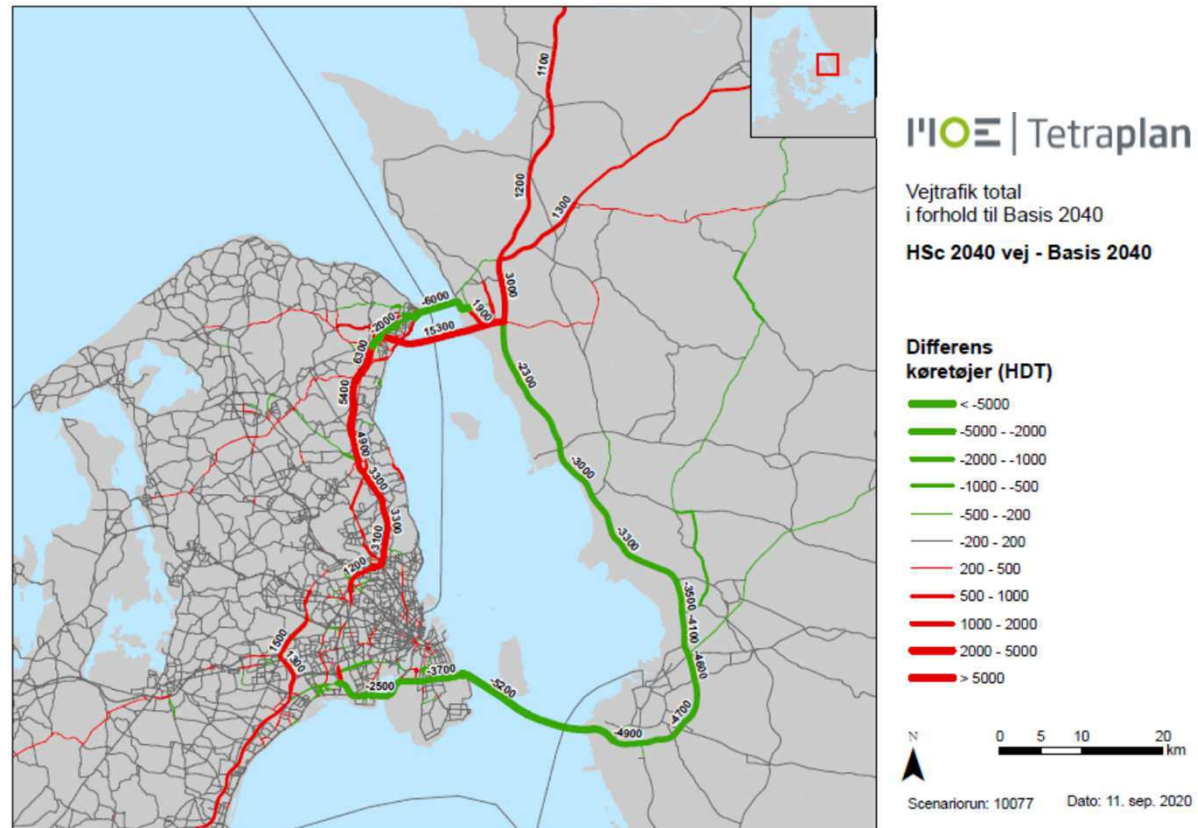 1100
1200
1300
3000
-6000
1900
-2000
15300
6300
5400
-2300
4900
3300
-3000
3300
3100
-3300
1200
-3500
-4100
1500
1300
-4600
-3700
-2500
-5200
-4700
-4900
MOE | Tetraplan
Vejtrafik total
i forhold til Basis 2040
HSc 2040 vej - Basis 2040
Differens
køretøjer (HDT)
< -5000
-5000 - -2000
-2000 - -1000
-1000 - -500
-500 - -200
-200 - 200
200 - 500
500 - 1000
1000 - 2000
2000 - 5000
> 5000
N
0 5 10 20
km
Scenariorun: 10077 Dato: 11. sep. 2020